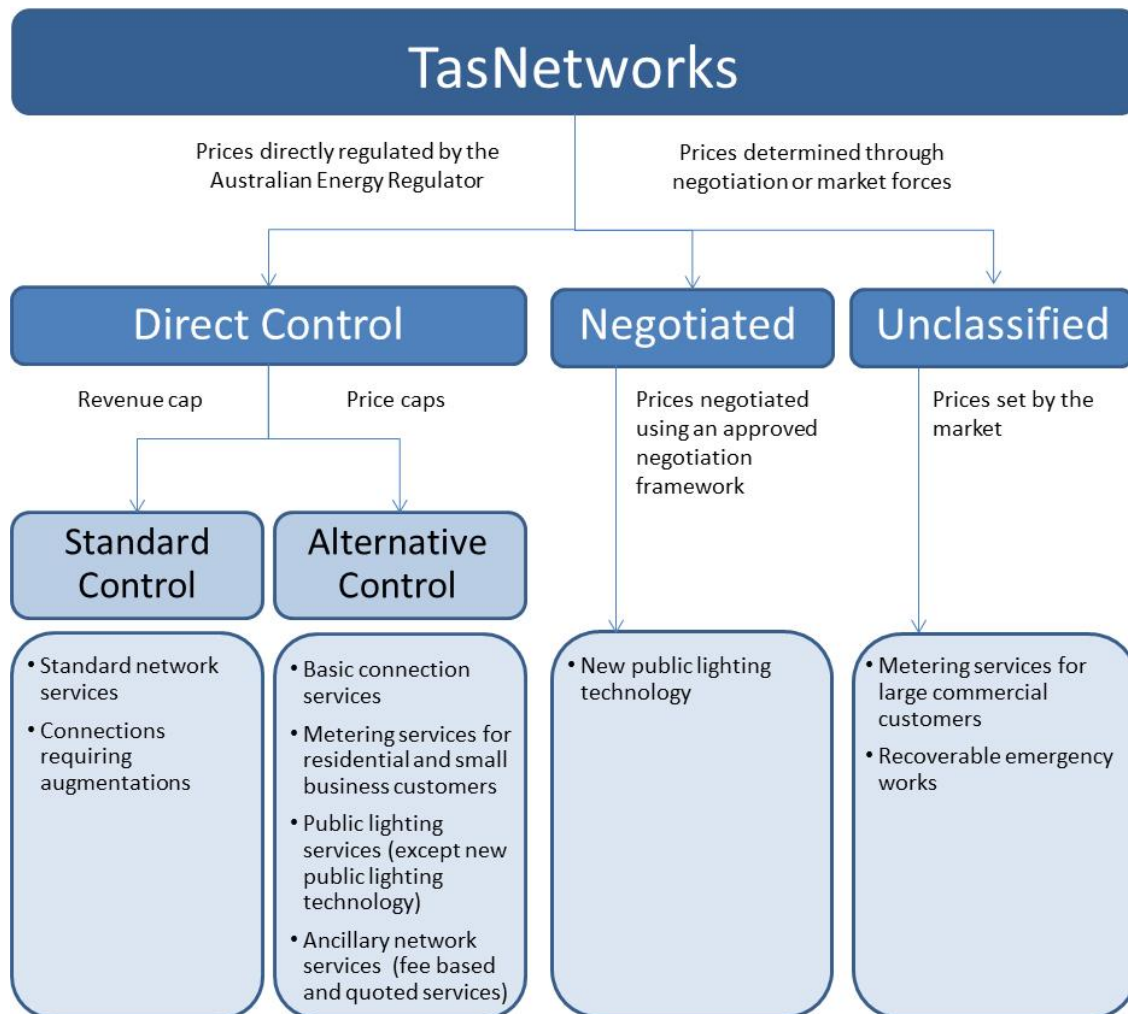 TasNetworks
Prices directly regulated by the
Australian Energy Regulator
Prices determined through
negotiation or market forces
Direct Control
Negotiated
Unclassified
Revenue cap
Price caps
Prices negotiated
using an approved
negotiation
framework
Prices set by the
market
Standard
Control
Alternative
Control
• Standard network
services
• Connections
requiring
augmentations
• Basic connection
services
• Metering services for
residential and small
business customers
• Public lighting
services (except new
public lighting
technology)
• Ancillary network
services (fee based
and quoted services)
• New public lighting
technology
• Metering services for
large commercial
customers
• Recoverable emergency
works